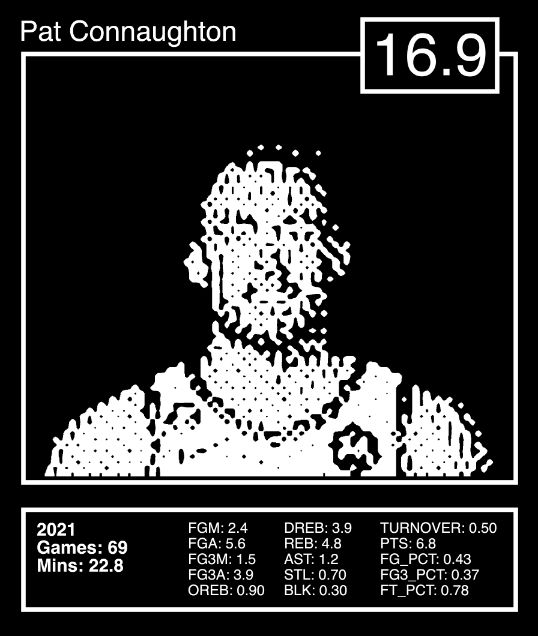 Pat Connaughton
16.9
2021
Games: 69
Mins: 22.8
FGM: 2.4
FGA: 5.6
FG3M: 1.5
FG3A: 3.9
OREB: 0.90
DREB: 3.9
REB: 4.8
AST: 1.2
STL: 0.70
BLK: 0.30
TURNOVER: 0.50
PTS: 6.8
FG_PCT: 0.43
FG3_PCT: 0.37
FT_PCT: 0.78